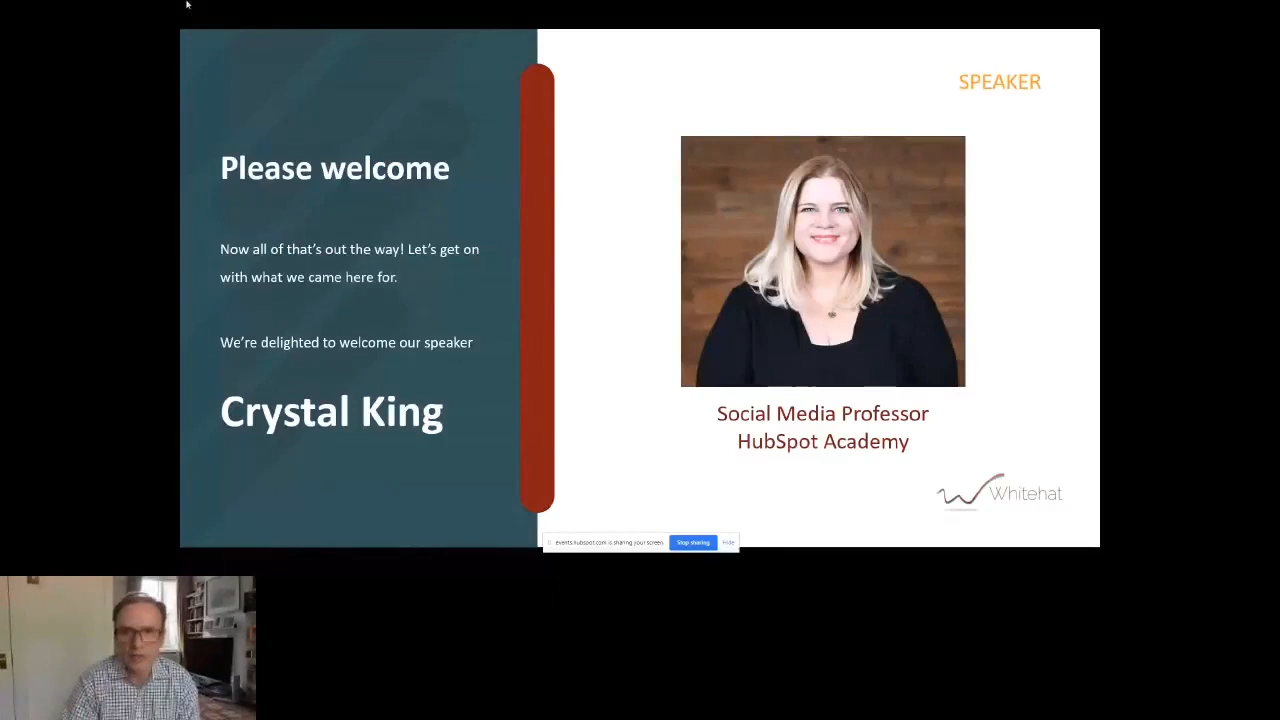 SPEAKER
Please welcome
Now all of that's out the way! Let's get on
with what we came here for.
We're delighted to welcome our speaker
Crystal King
Social Media Professor
HubSpot Academy
Whitehat
events.hubspot.com is sharing your screen.
Stop sharing
Hide